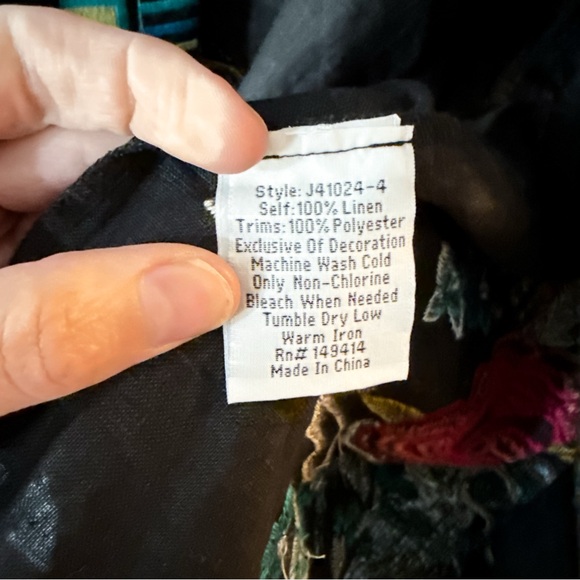 Style: J41024-4
Self:100% Linen
Trims:100% Polyester
Exclusive Of Decoration
Machine Wash Cold
Only Non-Chlorine
Bleach When Needed
Tumble Dry Low
Warm Iron
Rn# 149414
Made In China